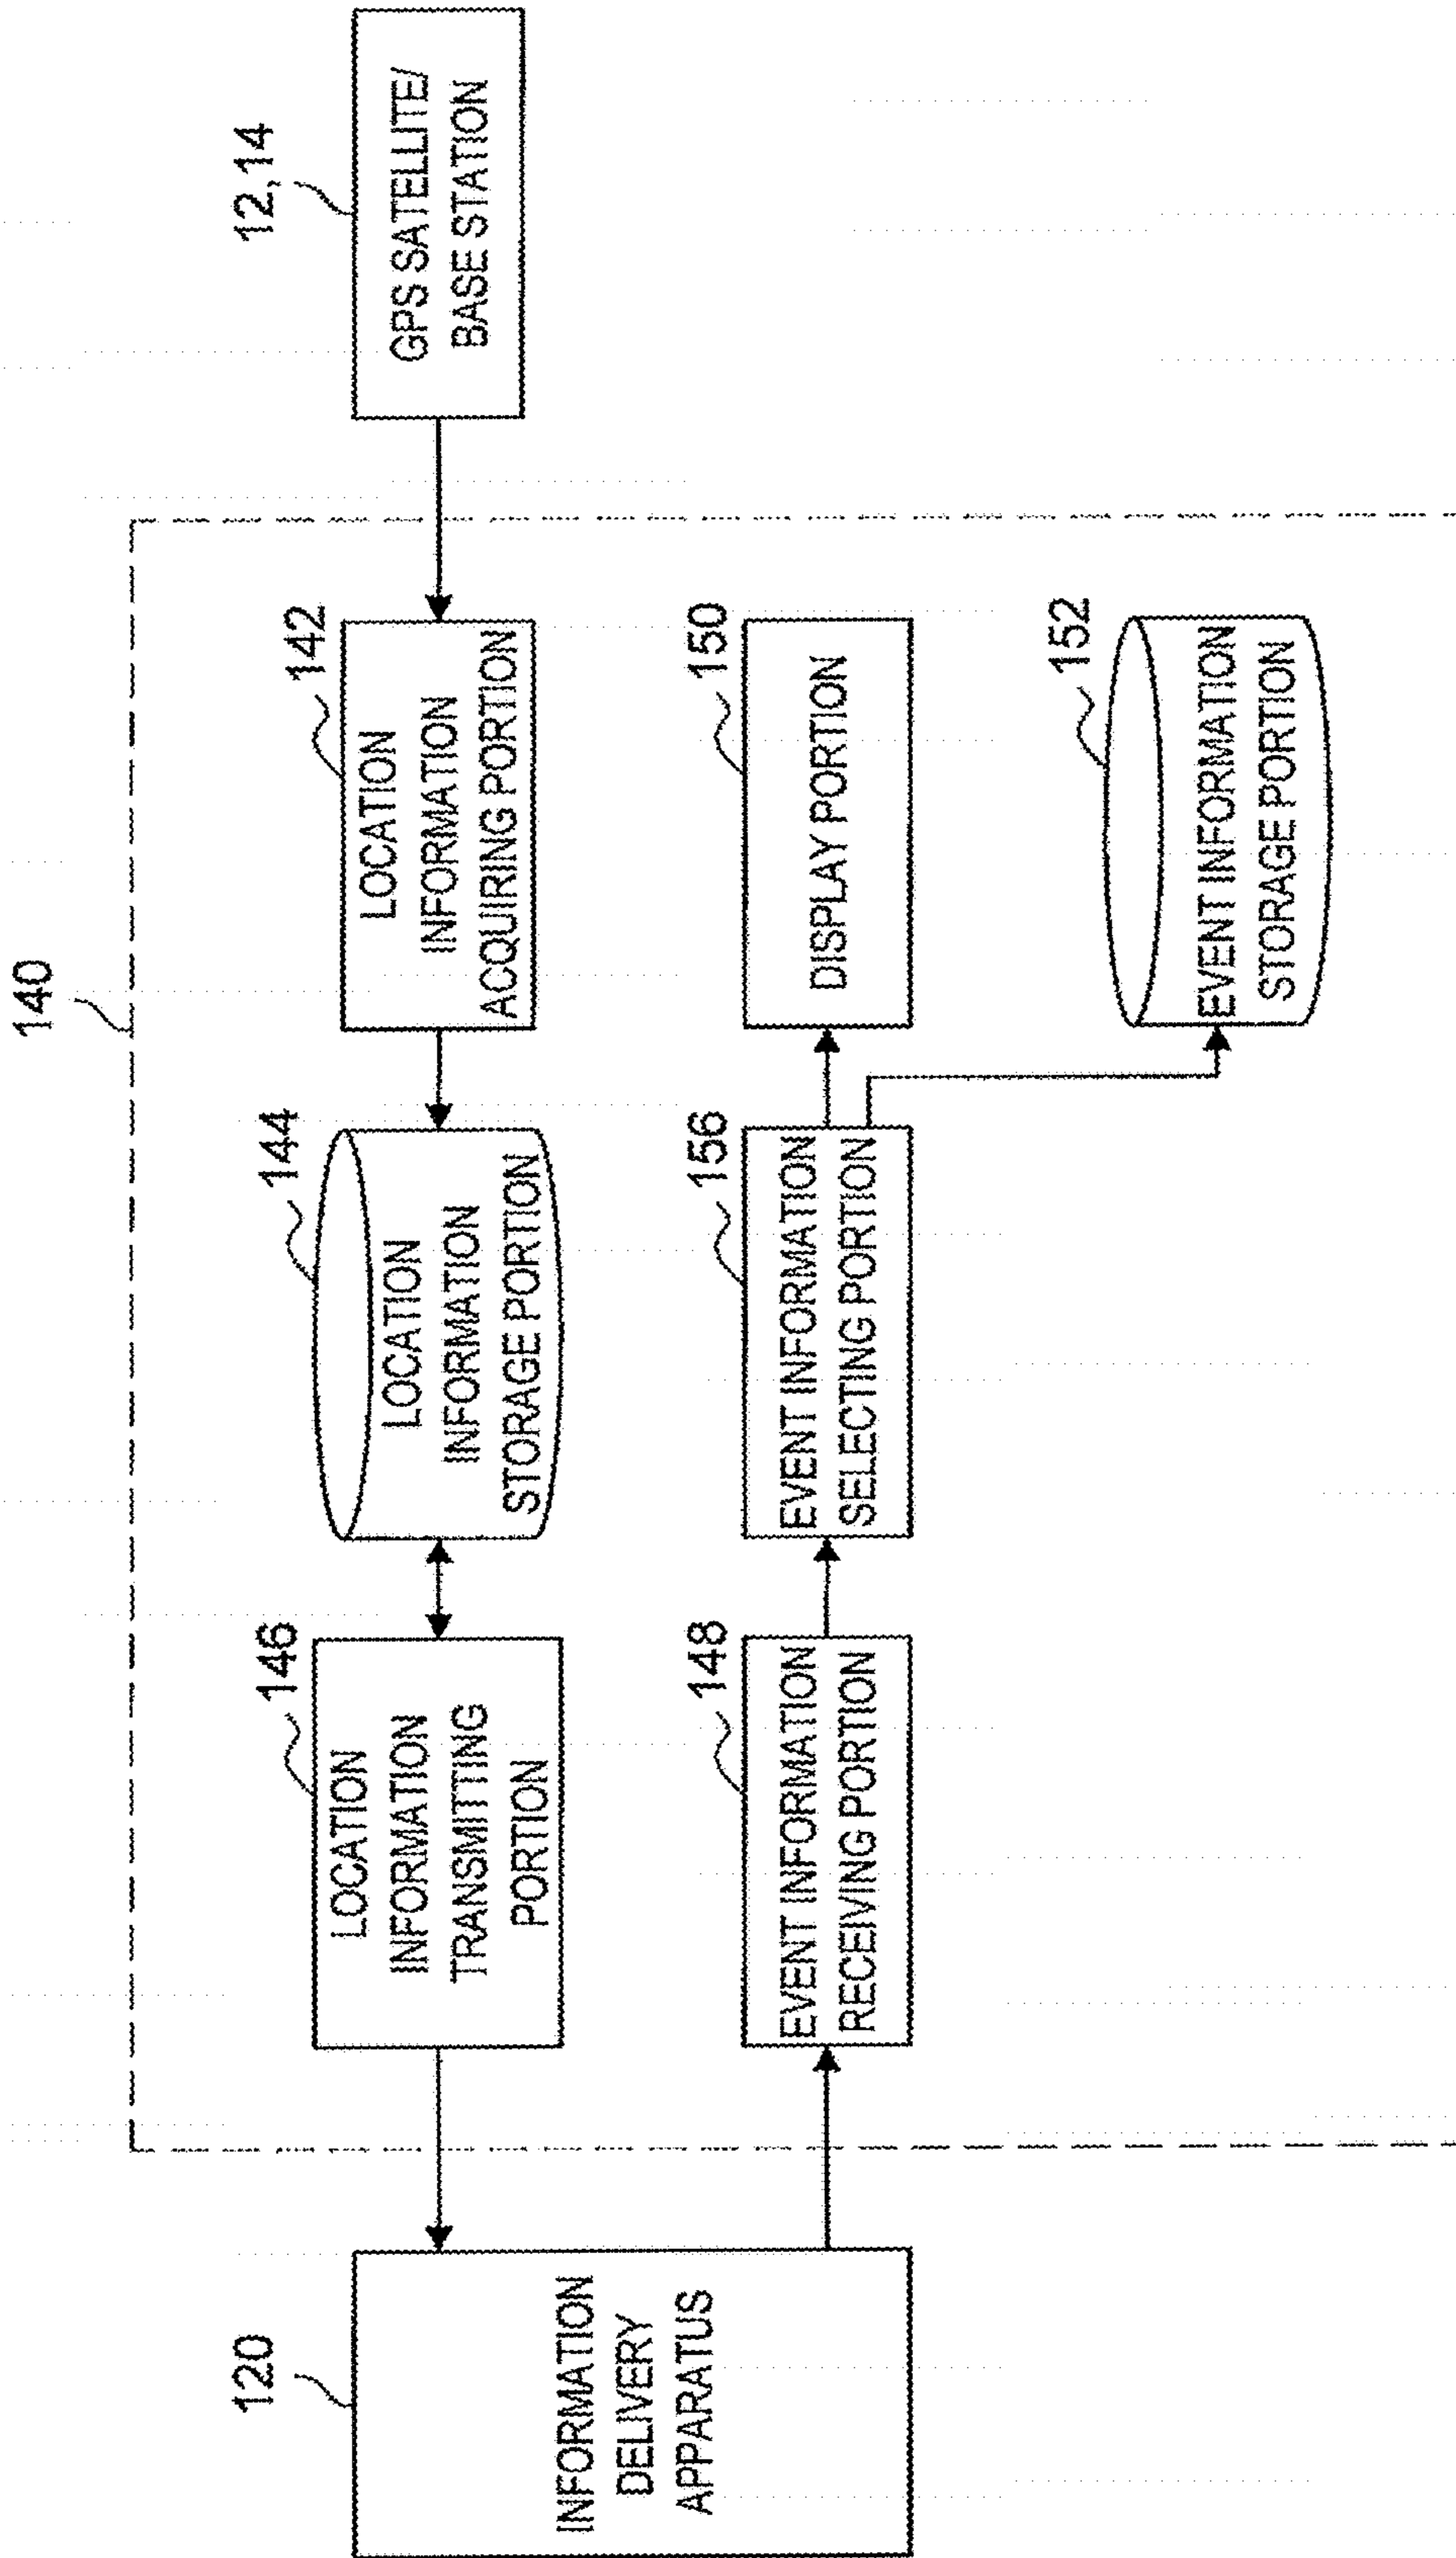 140
120
INFORMATION
DELIVERY
APPARATUS
146
LOCATION
INFORMATION
TRANSMITTING
PORTION
144
LOCATION
INFORMATION
STORAGE PORTION
142
LOCATION
INFORMATION
ACQUIRING PORTION
12,14
GPS SATELLITE/
BASE STATION
148
EVENT INFORMATION
RECEIVING PORTION
156
EVENT INFORMATION
SELECTING PORTION
150
DISPLAY PORTION
152
EVENT INFORMATION
STORAGE PORTION